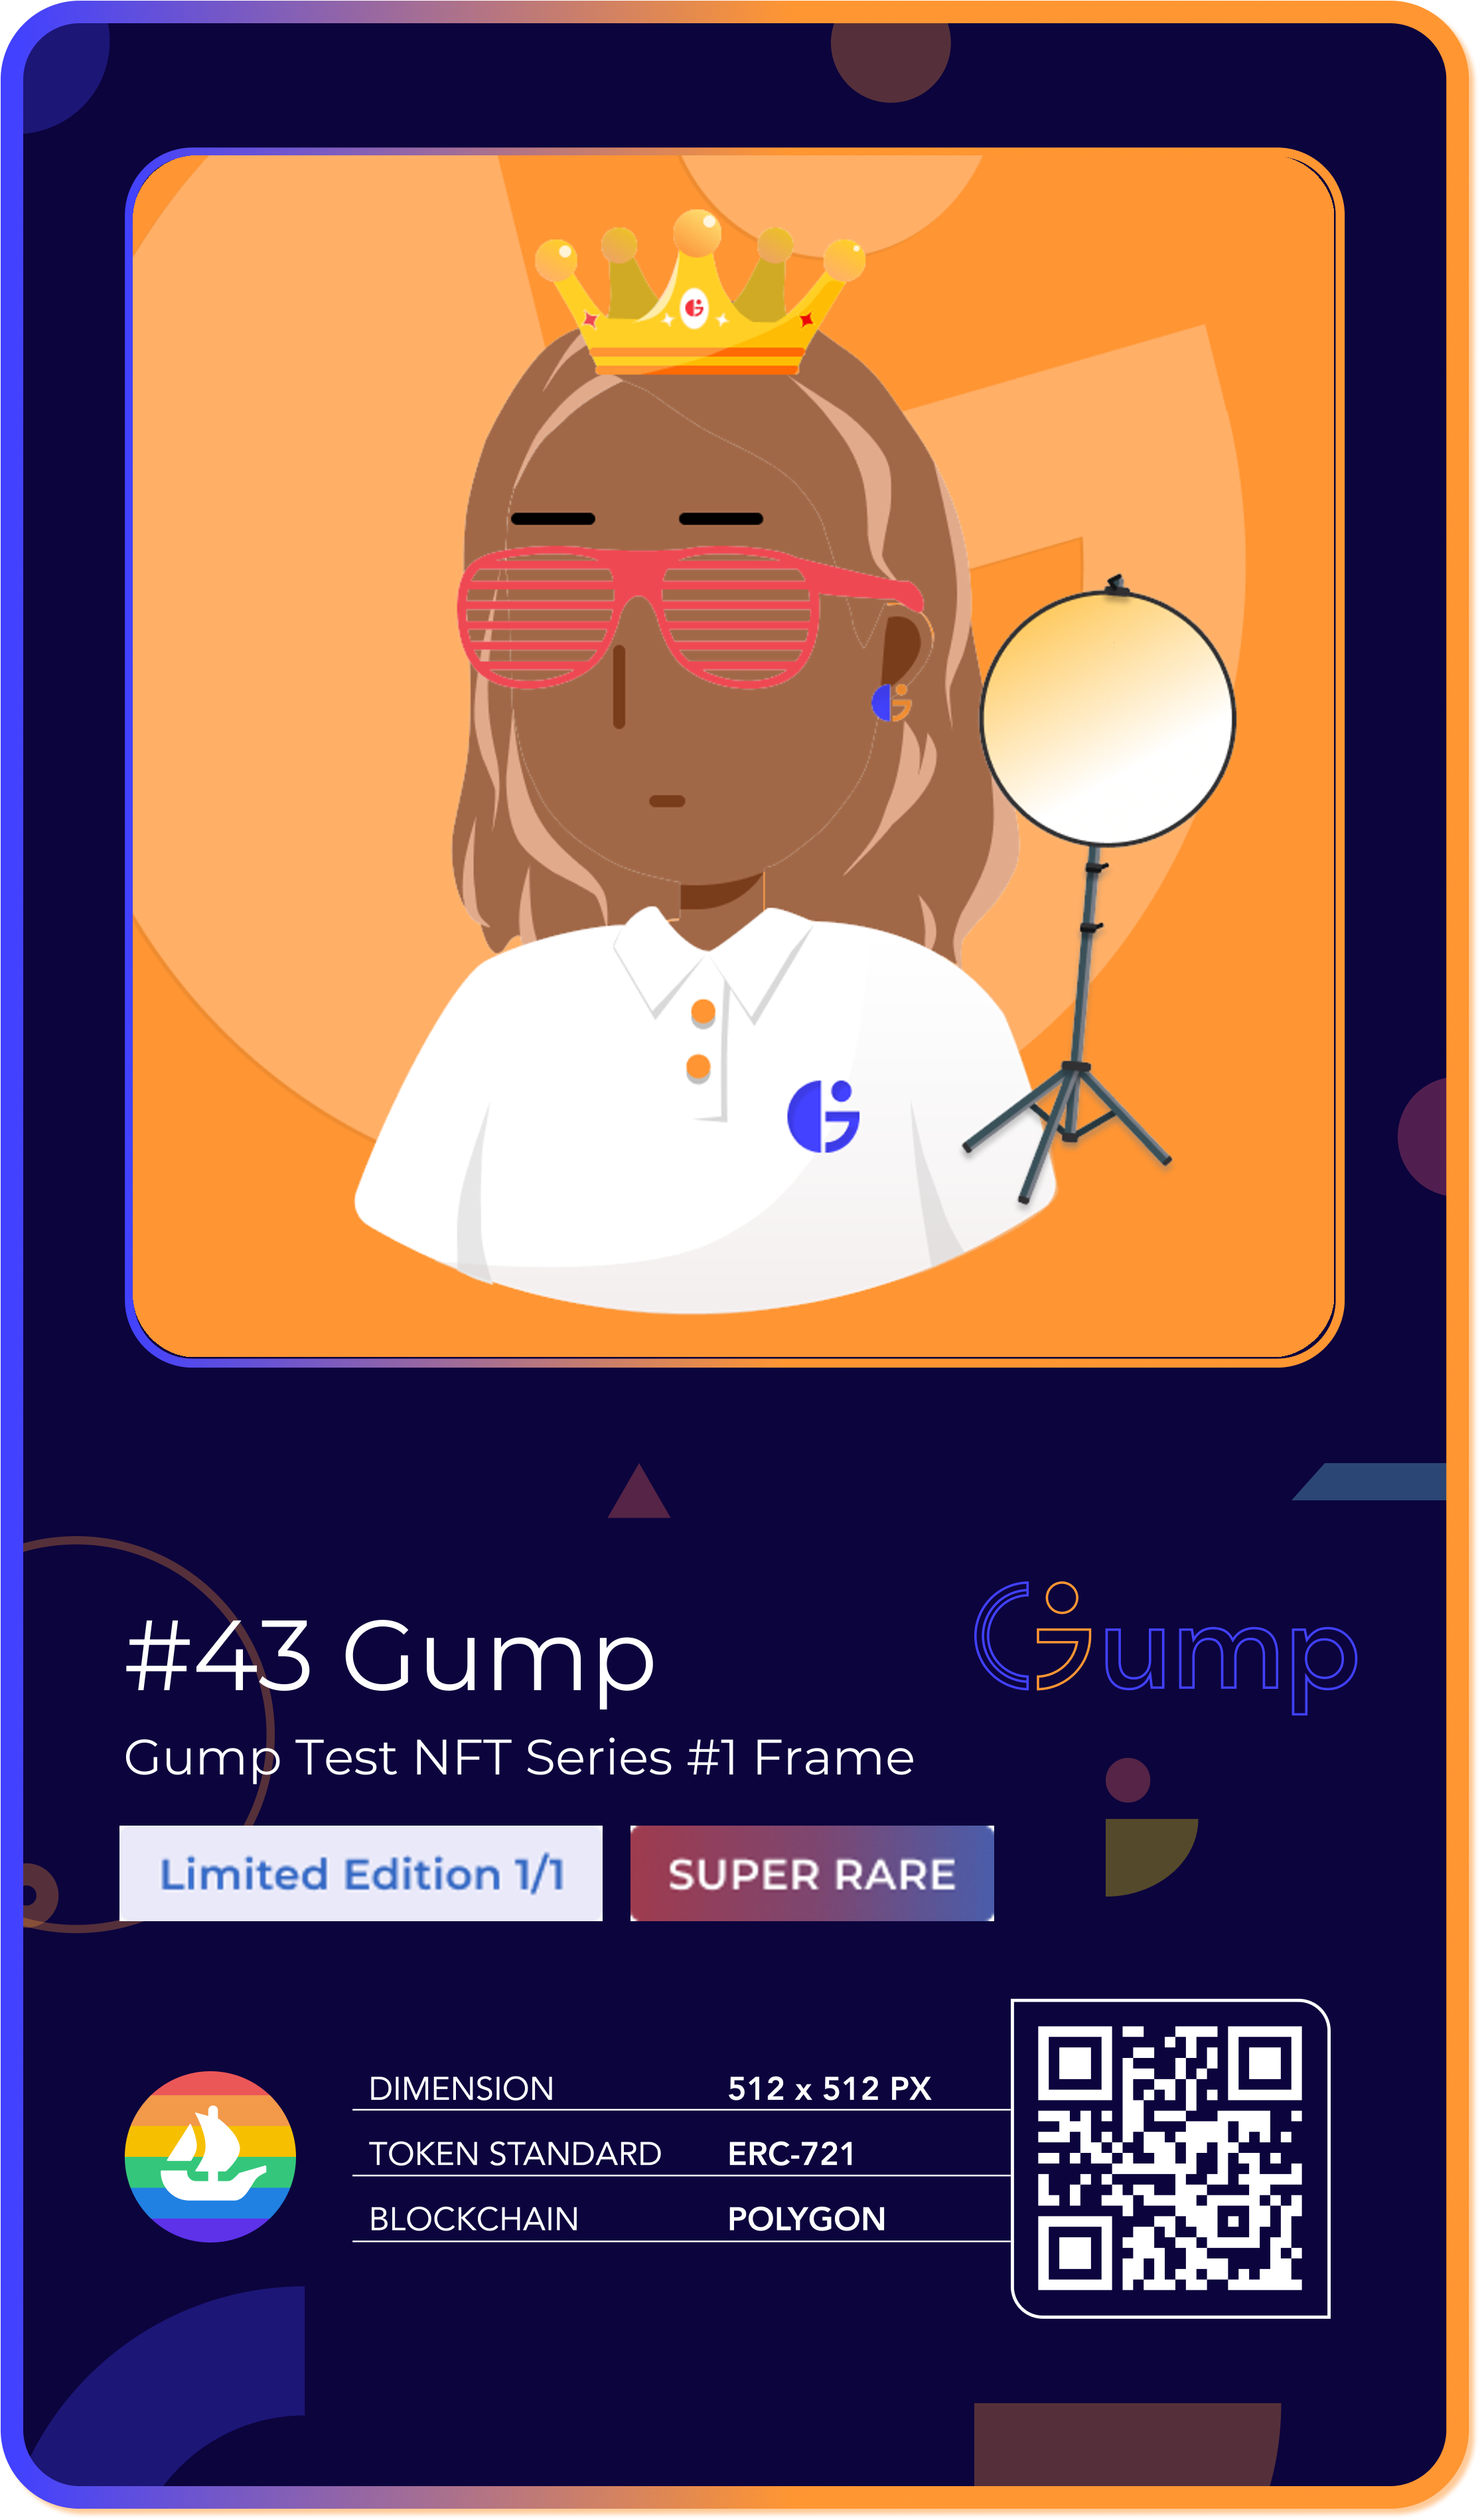 #43 Gump
Gump
Gump Test NFT Series #1 Frame
Limited Edition 1/1
SUPER RARE
DIMENSION 512 x 512 PX
TOKEN STANDARD ERC-721
BLOCKCHAIN POLYGON